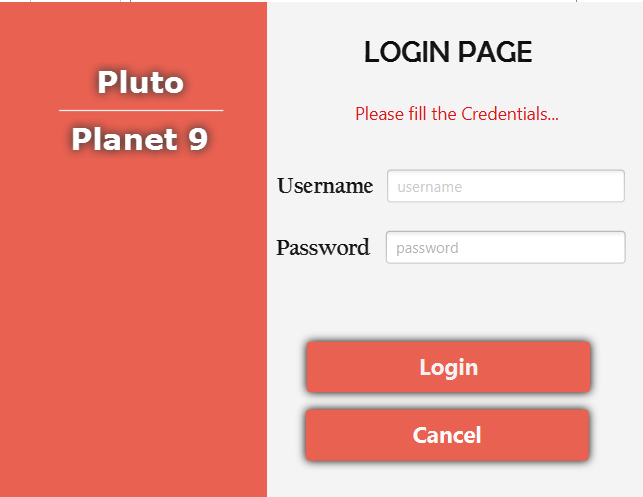 Pluto
Planet 9
LOGIN PAGE
Please fill the Credentials...
Username username
Password password
Login
Cancel